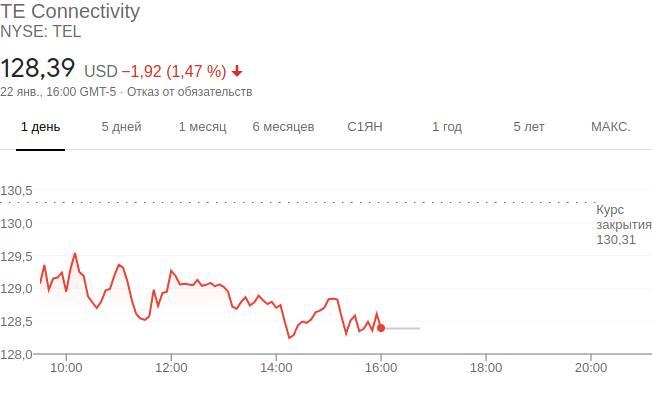 TE Connectivity
NYSE: TEL
128,39 USD −1,92 (1,47 %)
22 янв., 16:00 GMT-5 · Отказ от обязательств
1 день 5 дней 1 месяц 6 месяцев С1ЯН 1 год 5 лет МАКС.
130,5
Курс
закрытия
130,31
130,0
129,5
129,0
128,5
128,0
10:00 12:00 14:00 16:00 18:00 20:00